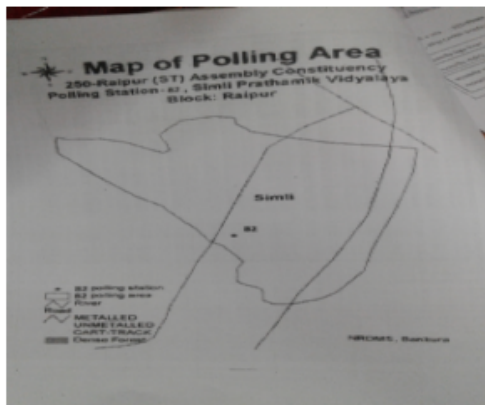 Map of Polling Area
250-Raipur (ST) Assembly Constituency
Polling Station - 82, Simli Prathamik Vidyalaya
Block: Raipur
Simli
82
82 polling station
82 polling area
River
Road
METALLED
UNMETALLED
CART-TRACK
Dense Forest
NRDMS, Bankura